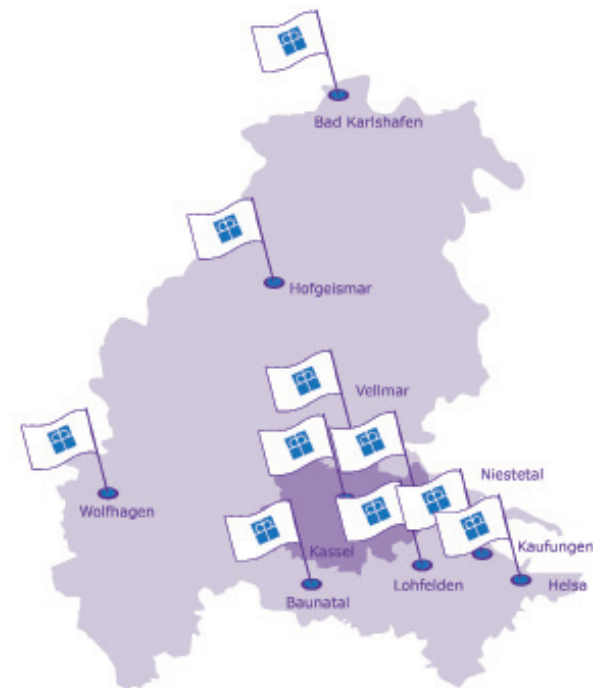 Bad Karlshafen
Hofgeismar
Vellmar
Niestetal
Wolfhagen
Kassel
Kaufungen
Lohfelden
Helsa
Baunatal